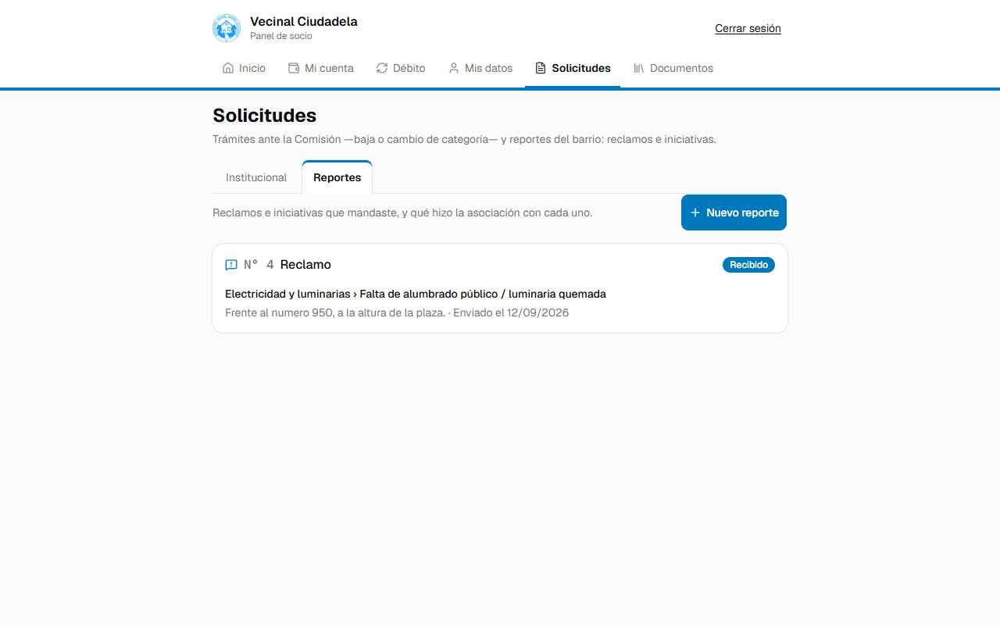 Vecinal Ciudadela
Panel de socio
Cerrar sesión
Inicio
Mi cuenta
Débito
Mis datos
Solicitudes
Documentos
Solicitudes
Trámites ante la Comisión —baja o cambio de categoría— y reportes del barrio: reclamos e iniciativas.
Institucional
Reportes
Reclamos e iniciativas que mandaste, y qué hizo la asociación con cada uno.
Nuevo reporte
N° 4 Reclamo
Recibido
Electricidad y luminarias › Falta de alumbrado público / luminaria quemada
Frente al numero 950, a la altura de la plaza. · Enviado el 12/09/2026